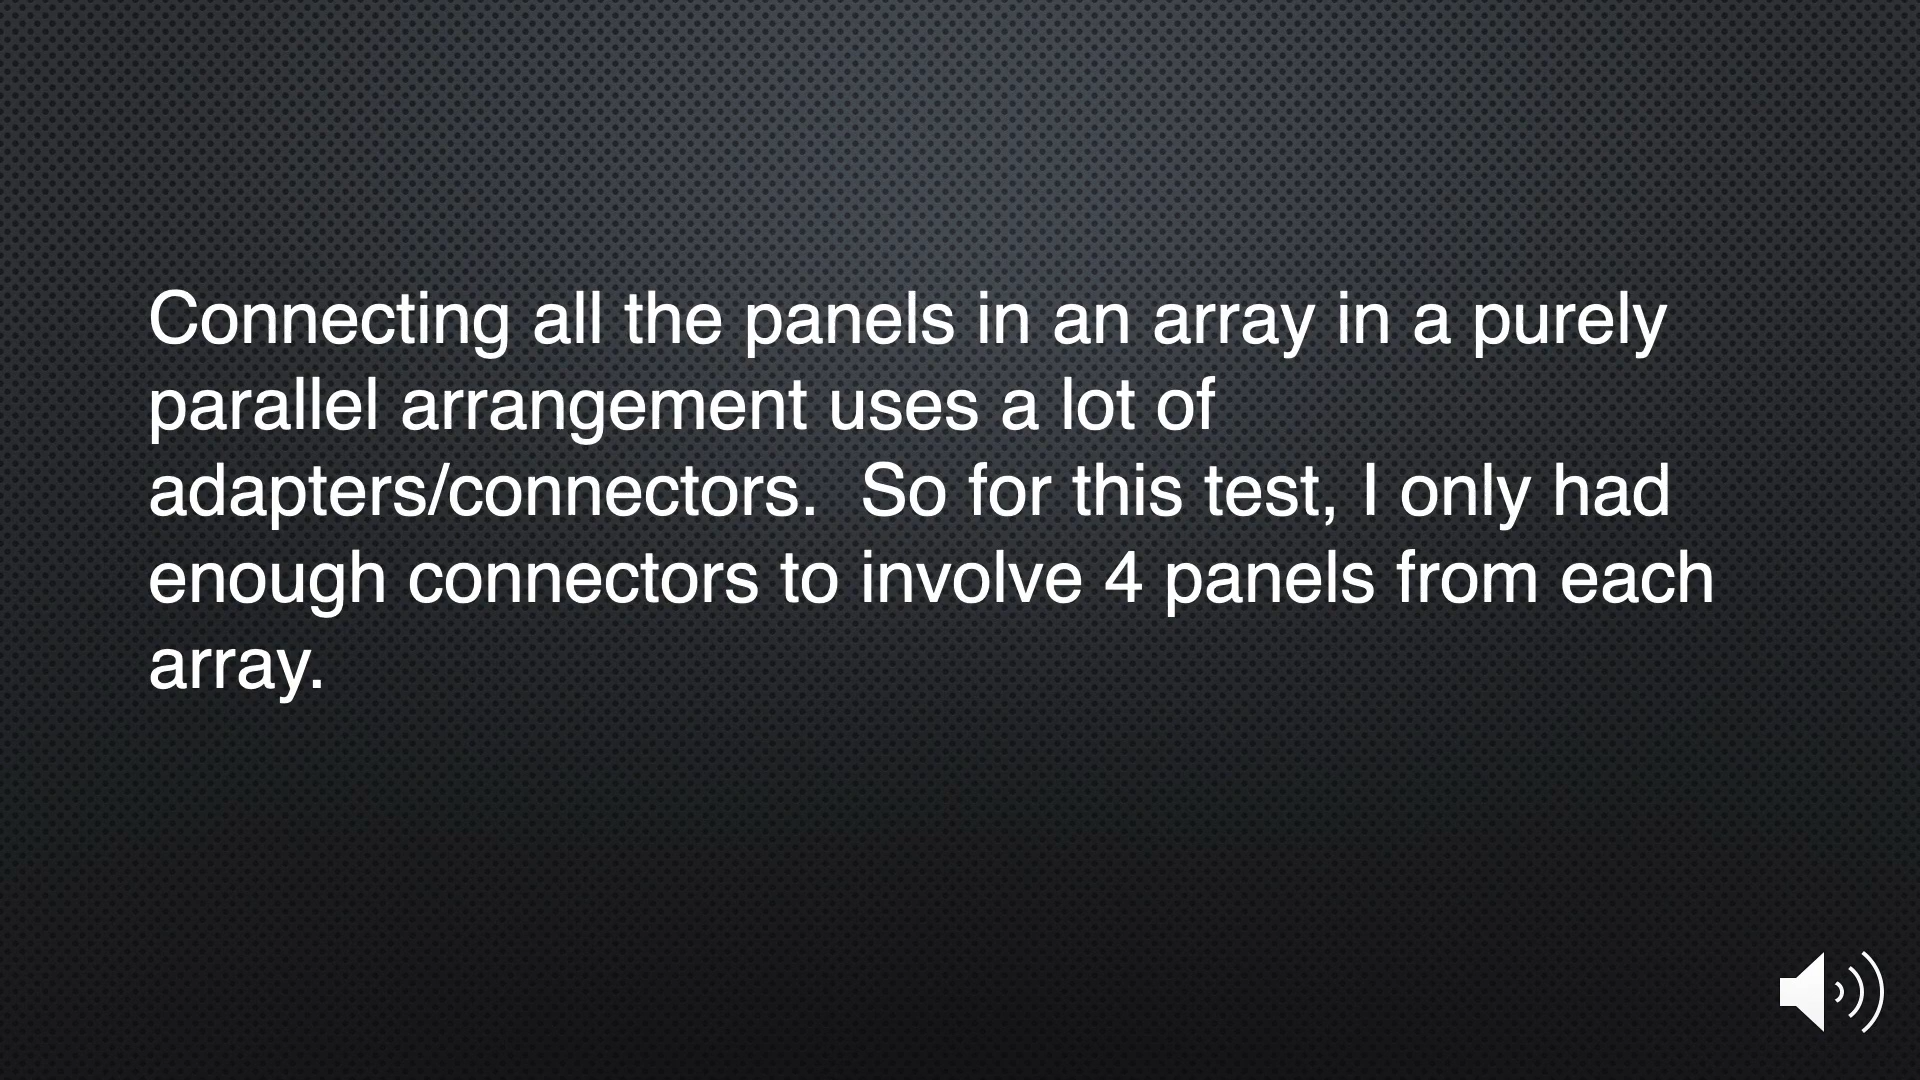 Connecting all the panels in an array in a purely
parallel arrangement uses a lot of
adapters/connectors.  So for this test, I only had
enough connectors to involve 4 panels from each
array.